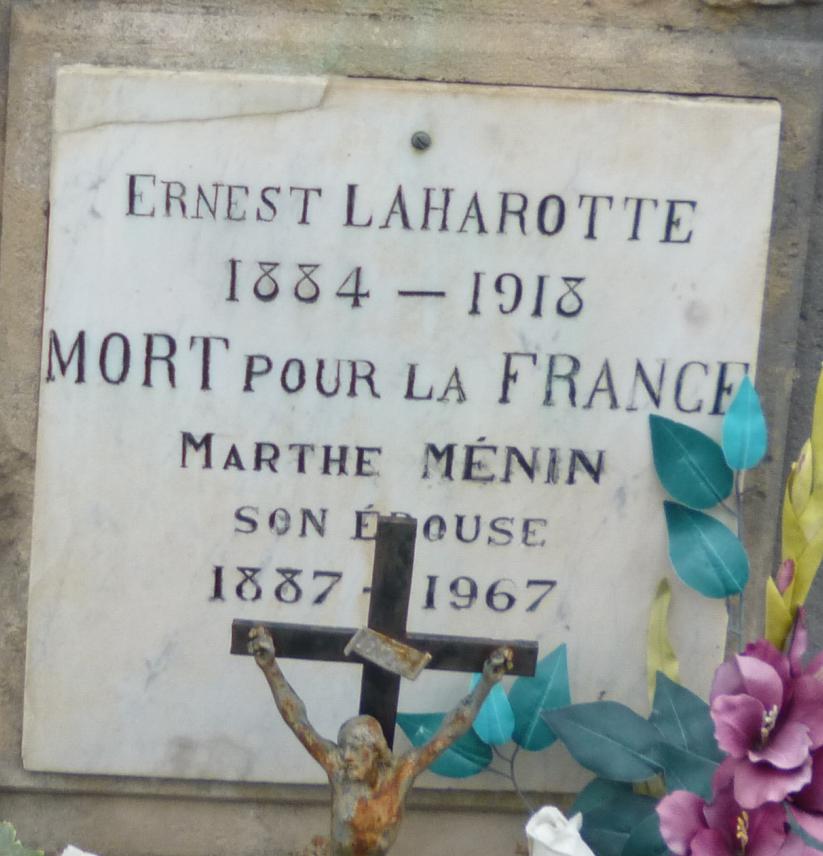 ERNEST LAHAROTTE
1884 — 1918
MORT POUR LA FRANCE
MARTHE MÉNIN
SON ÉPOUSE
1887 - 1967